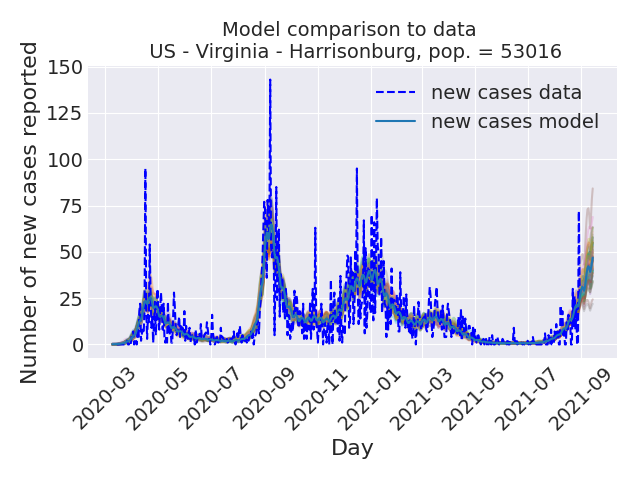 Model comparison to data
US - Virginia - Harrisonburg, pop. = 53016
Number of new cases reported
150
125
100
75
50
25
0
new cases data
new cases model
2020-03
2020-05
2020-07
2020-09
2020-11
2021-01
2021-03
2021-05
2021-07
2021-09
Day